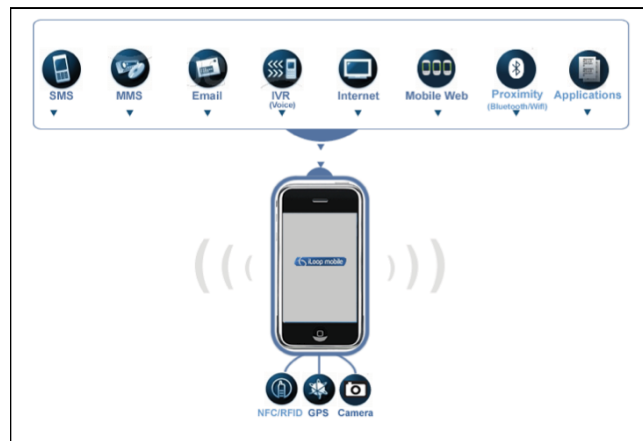 SMS MMS Email IVR Internet Mobile Web Proximity Applications
(Voice) (Bluetooth/Wifi)
iLoop mobile
NFC/RFID GPS Camera